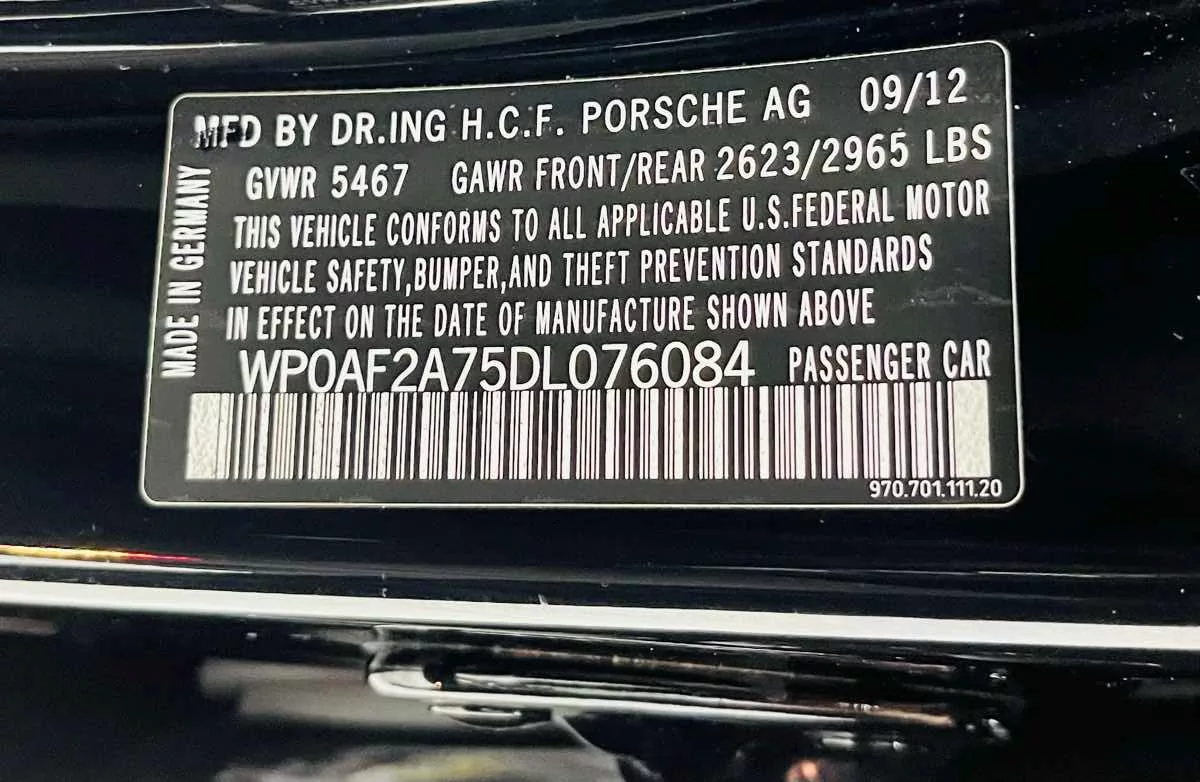 MFD BY DR.ING H.C.F. PORSCHE AG 09/12
GVWR 5467 GAWR FRONT/REAR 2623/2965 LBS
THIS VEHICLE CONFORMS TO ALL APPLICABLE U.S.FEDERAL MOTOR
VEHICLE SAFETY,BUMPER,AND THEFT PREVENTION STANDARDS
IN EFFECT ON THE DATE OF MANUFACTURE SHOWN ABOVE
WP0AF2A75DL076084 PASSENGER CAR
970.701.111.20
MADE IN GERMANY